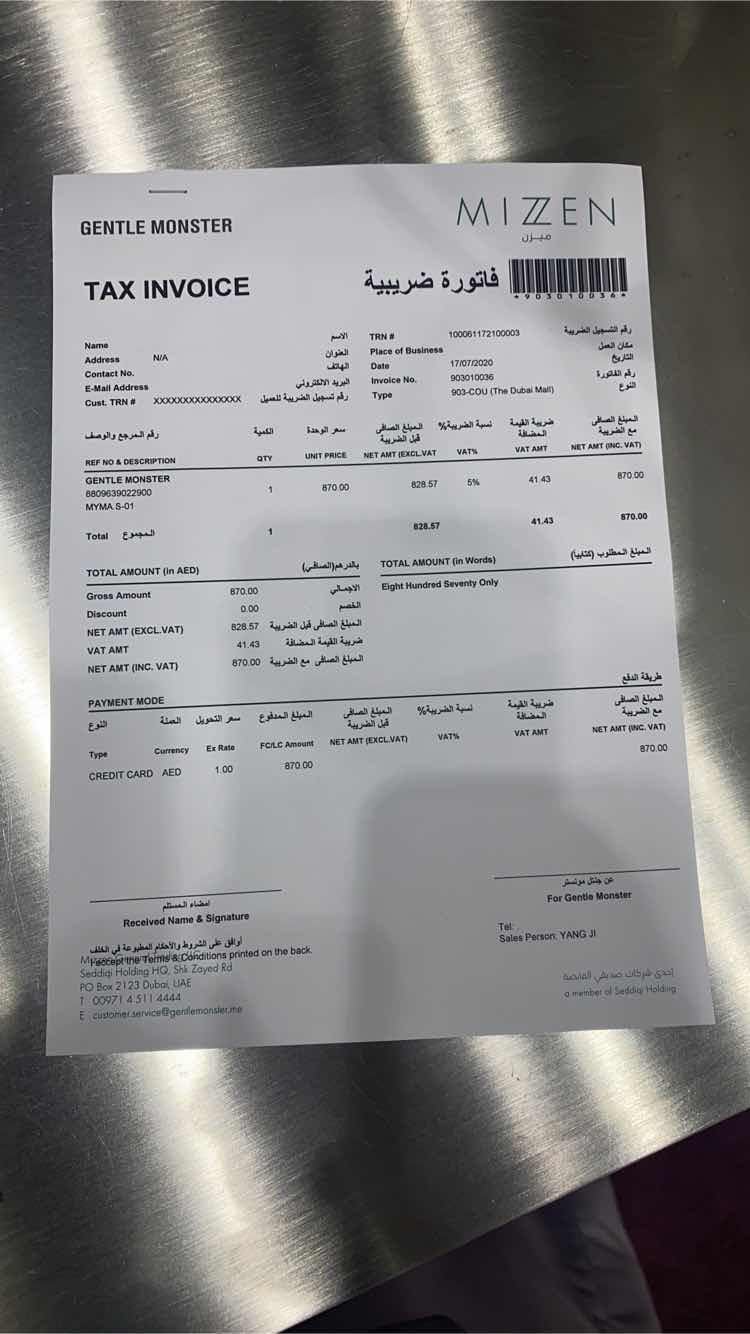 GENTLE MONSTER
MIZZEN
ميزن
TAX INVOICE فاتورة ضريبية
*903010036*
Name الاسم
Address N/A العنوان
Contact No. الهاتف
E-Mail Address البريد الالكتروني
Cust. TRN # XXXXXXXXXXXXXXX رقم تسجيل الضريبة للعميل
TRN # 100061172100003 رقم التسجيل الضريبة
Place of Business مكان العمل
Date 17/07/2020 التاريخ
Invoice No. 903010036 رقم الفاتورة
Type 903-COU (The Dubai Mall) النوع
رقم المرجع والوصف الكمية سعر الوحدة المبلغ الصافى قبل الضريبة نسبة الضريبة% ضريبة القيمة المضافة المبلغ الصافى مع الضريبة
REF NO & DESCRIPTION QTY UNIT PRICE NET AMT (EXCL.VAT VAT% VAT AMT NET AMT (INC. VAT)
GENTLE MONSTER
8809639022900 1 870.00 828.57 5% 41.43 870.00
MYMA S-01
Total المجموع 1 828.57 41.43 870.00
TOTAL AMOUNT (in AED) بالدرهم(الصافي)
Gross Amount 870.00 الاجمالي
Discount 0.00 الخصم
NET AMT (EXCL.VAT) 828.57 المبلغ الصافى قبل الضريبة
VAT AMT 41.43 ضريبة القيمة المضافة
NET AMT (INC. VAT) 870.00 المبلغ الصافى مع الضريبة
TOTAL AMOUNT (in Words) المبلغ المطلوب (كتابيا)
Eight Hundred Seventy Only
PAYMENT MODE طريقة الدفع
النوع العملة سعر التحويل المبلغ المدفوع المبلغ الصافى قبل الضريبة نسبة الضريبة% ضريبة القيمة المضافة المبلغ الصافى مع الضريبة
Type Currency Ex Rate FC/LC Amount NET AMT (EXCL.VAT) VAT% VAT AMT NET AMT (INC. VAT)
CREDIT CARD AED 1.00 870.00 870.00
امضاء المستلم
Received Name & Signature
عن جنتل مونستر
For Gentle Monster
Tel: .
Sales Person: YANG JI
أوافق على الشروط والأحكام المطبوعة في الخلف
I accept the Terms & Conditions printed on the back.
Seddiqi Holding HQ, Shk Zayed Rd
PO Box 2123 Dubai, UAE
T 00971 4 511 4444
E customer.service@gentlemonster.me
إحدى شركات صديقي القابضة
a member of Seddiqi Holding